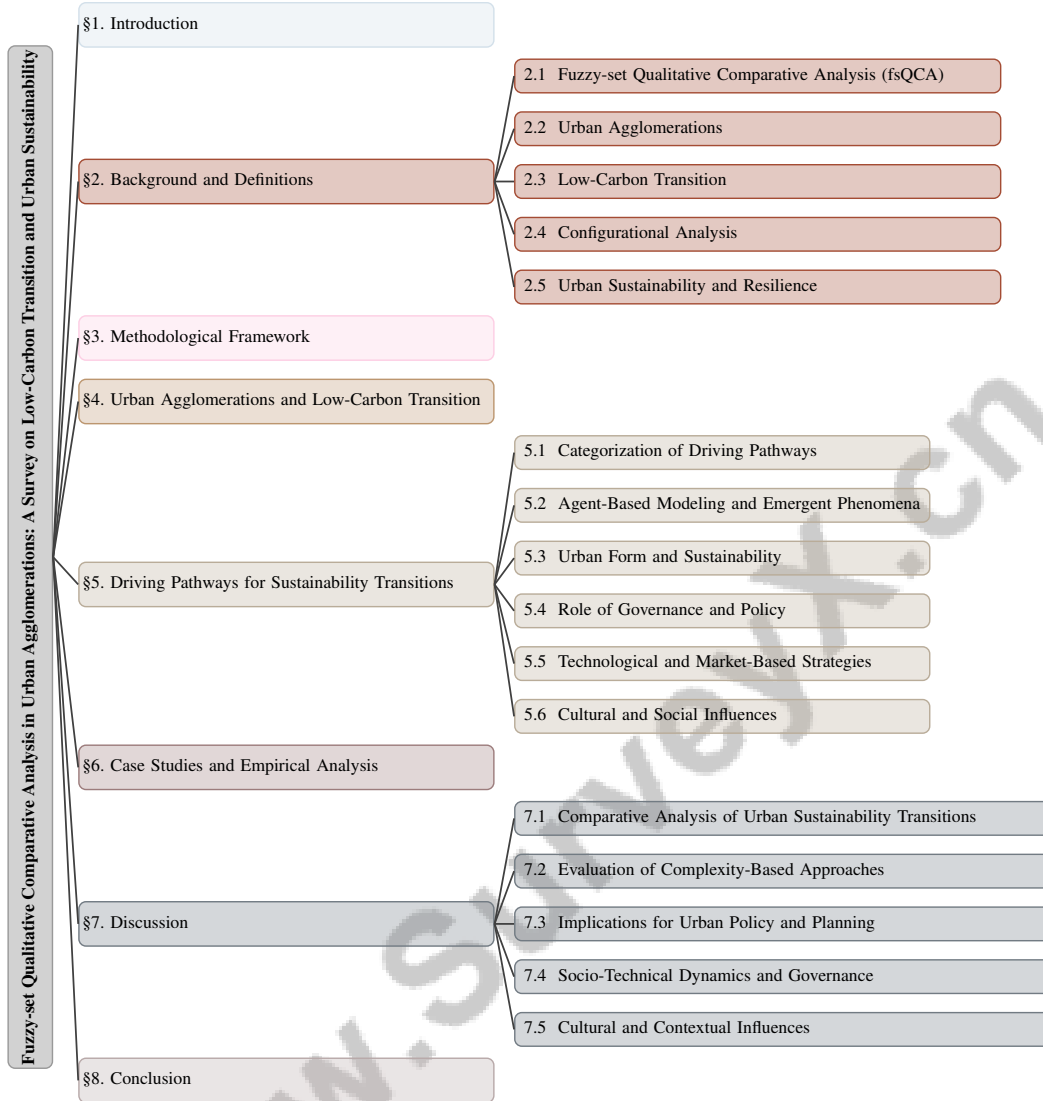 Fuzzy-set Qualitative Comparative Analysis in Urban Agglomerations: A Survey on Low-Carbon Transition and Urban Sustainability
§1. Introduction
§2. Background and Definitions
2.1 Fuzzy-set Qualitative Comparative Analysis (fsQCA)
2.2 Urban Agglomerations
2.3 Low-Carbon Transition
2.4 Configurational Analysis
2.5 Urban Sustainability and Resilience
§3. Methodological Framework
§4. Urban Agglomerations and Low-Carbon Transition
§5. Driving Pathways for Sustainability Transitions
5.1 Categorization of Driving Pathways
5.2 Agent-Based Modeling and Emergent Phenomena
5.3 Urban Form and Sustainability
5.4 Role of Governance and Policy
5.5 Technological and Market-Based Strategies
5.6 Cultural and Social Influences
§6. Case Studies and Empirical Analysis
§7. Discussion
7.1 Comparative Analysis of Urban Sustainability Transitions
7.2 Evaluation of Complexity-Based Approaches
7.3 Implications for Urban Policy and Planning
7.4 Socio-Technical Dynamics and Governance
7.5 Cultural and Contextual Influences
§8. Conclusion
w.SurveyX.cn